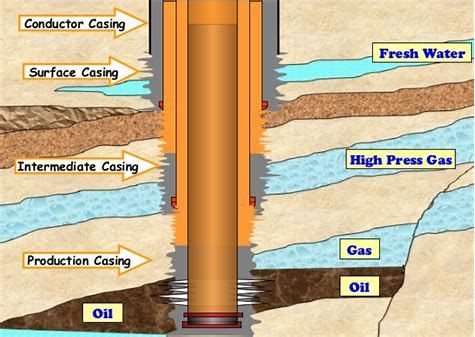 Conductor Casing
Fresh Water
Surface Casing
High Press Gas
Intermediate Casing
Gas
Production Casing
Oil
Oil